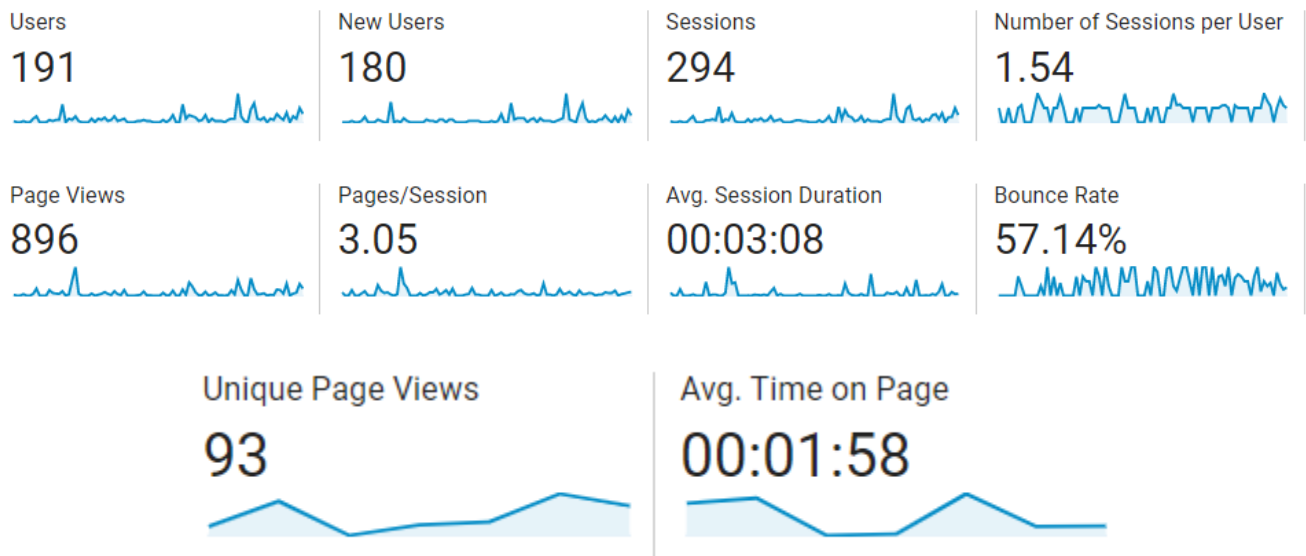 Users
New Users
Sessions
Number of Sessions per User
191
180
294
1.54
Page Views
Pages/Session
Avg. Session Duration
Bounce Rate
896
3.05
00:03:08
57.14%
Unique Page Views
Avg. Time on Page
93
00:01:58